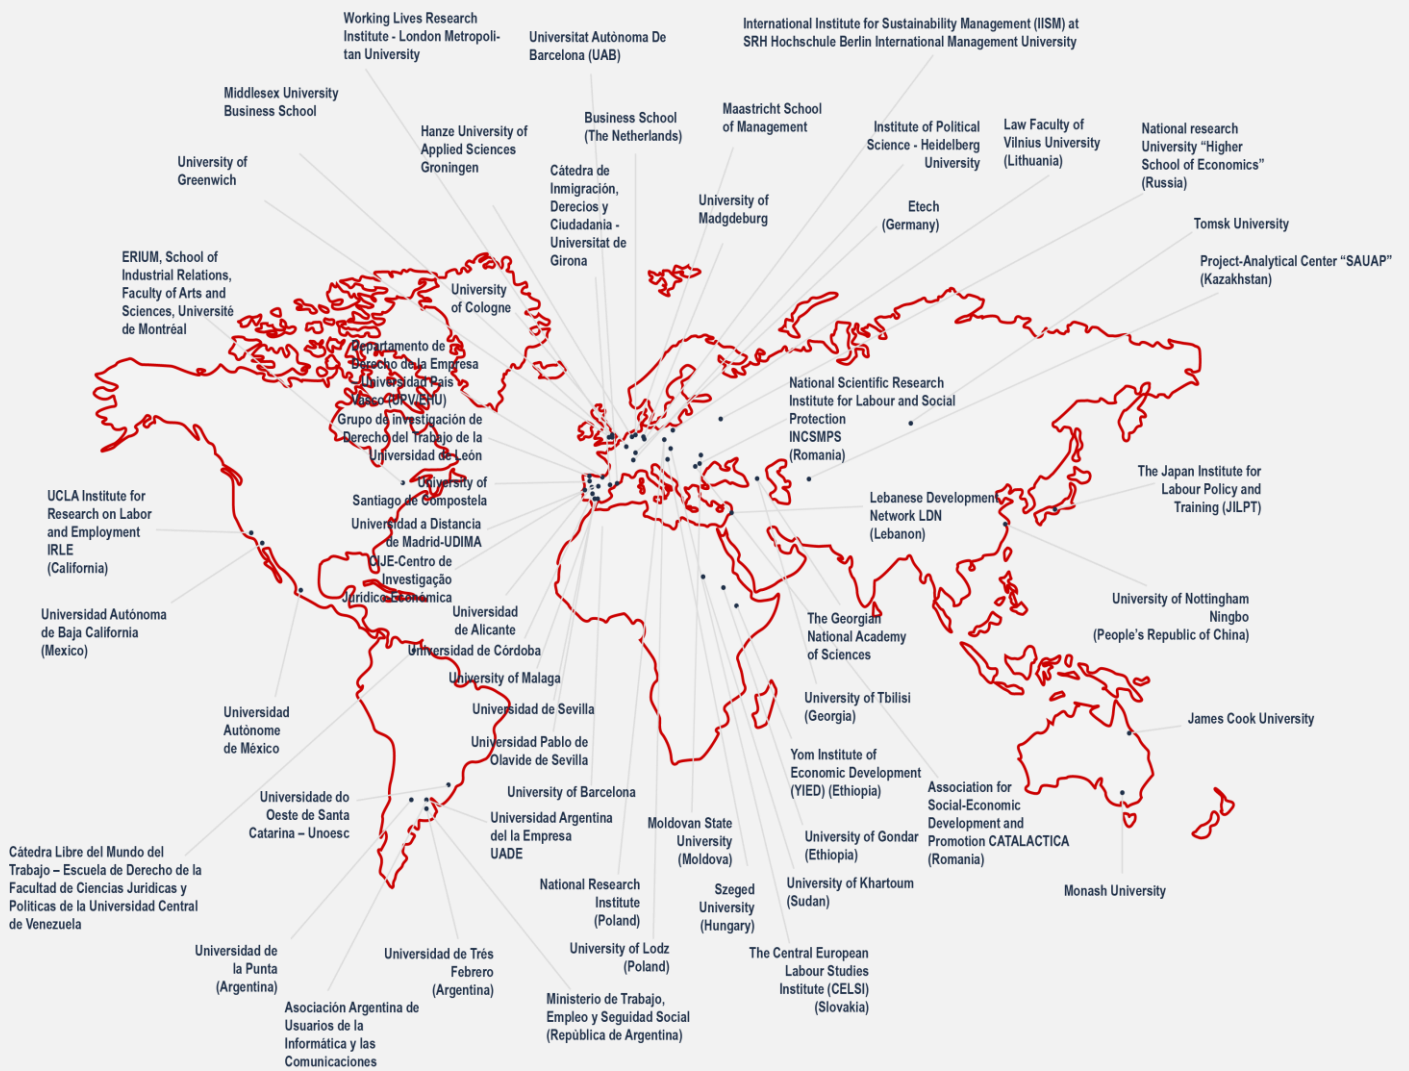 Working Lives Research
Institute - London Metropoli-
tan University
Universitat Autònoma De
Barcelona (UAB)
International Institute for Sustainability Management (IISM) at
SRH Hochschule Berlin International Management University
Middlesex University
Business School
Hanze University of
Applied Sciences
Groningen
Business School
(The Netherlands)
Maastricht School
of Management
Institute of Political
Science - Heidelberg
University
Law Faculty of
Vilnius University
(Lithuania)
National research
University “Higher
School of Economics”
(Russia)
University of
Greenwich
Cátedra de
Inmigración,
Derecios y
Ciudadania -
Universitat de
Girona
University of
Madgdeburg
Etech
(Germany)
Tomsk University
ERIUM, School of
Industrial Relations,
Faculty of Arts and
Sciences, Université
de Montréal
Project-Analytical Center “SAUAP”
(Kazakhstan)
University
of Cologne
Departamento de
Derecho de la Empresa
– Universidad Pais
Vasco (UPV/EHU)
Grupo de investigación de
Derecho del Trabajo de la
Universidad de León
National Scientific Research
Institute for Labour and Social
Protection
INCSMPS
(Romania)
University of
Santiago de Compostela
The Japan Institute for
Labour Policy and
Training (JILPT)
UCLA Institute for
Research on Labor
and Employment
IRLE
(California)
Lebanese Development
Network LDN
(Lebanon)
Universidad a Distancia
de Madrid-UDIMA
CIJE-Centro de
Investigação
Jurídico-Económica
Universidad Autónoma
de Baja California
(Mexico)
Universidad
de Alicante
The Georgian
National Academy
of Sciences
University of Nottingham
Ningbo
(People’s Republic of China)
Universidad de Córdoba
University of Malaga
University of Tbilisi
(Georgia)
Universidad
Autònome
de México
Universidad de Sevilla
James Cook University
Universidad Pablo de
Olavide de Sevilla
Yom Institute of
Economic Development
(YIED) (Ethiopia)
Universidade do
Oeste de Santa
Catarina – Unoesc
University of Barcelona
Association for
Social-Economic
Development and
Promotion CATALACTICA
(Romania)
Universidad Argentina
del la Empresa
UADE
Moldovan State
University
(Moldova)
University of Gondar
(Ethiopia)
Cátedra Libre del Mundo del
Trabajo – Escuela de Derecho de la
Facultad de Ciencias Juridicas y
Politicas de la Universidad Central
de Venezuela
National Research
Institute
(Poland)
Szeged
University
(Hungary)
University of Khartoum
(Sudan)
Monash University
Universidad de
la Punta
(Argentina)
Universidad de Trés
Febrero
(Argentina)
University of Lodz
(Poland)
The Central European
Labour Studies
Institute (CELSI)
(Slovakia)
Asociación Argentina de
Usuarios de la
Informática y las
Comunicaciones
Ministerio de Trabajo,
Empleo y Seguidad Social
(Repùblica de Argentina)